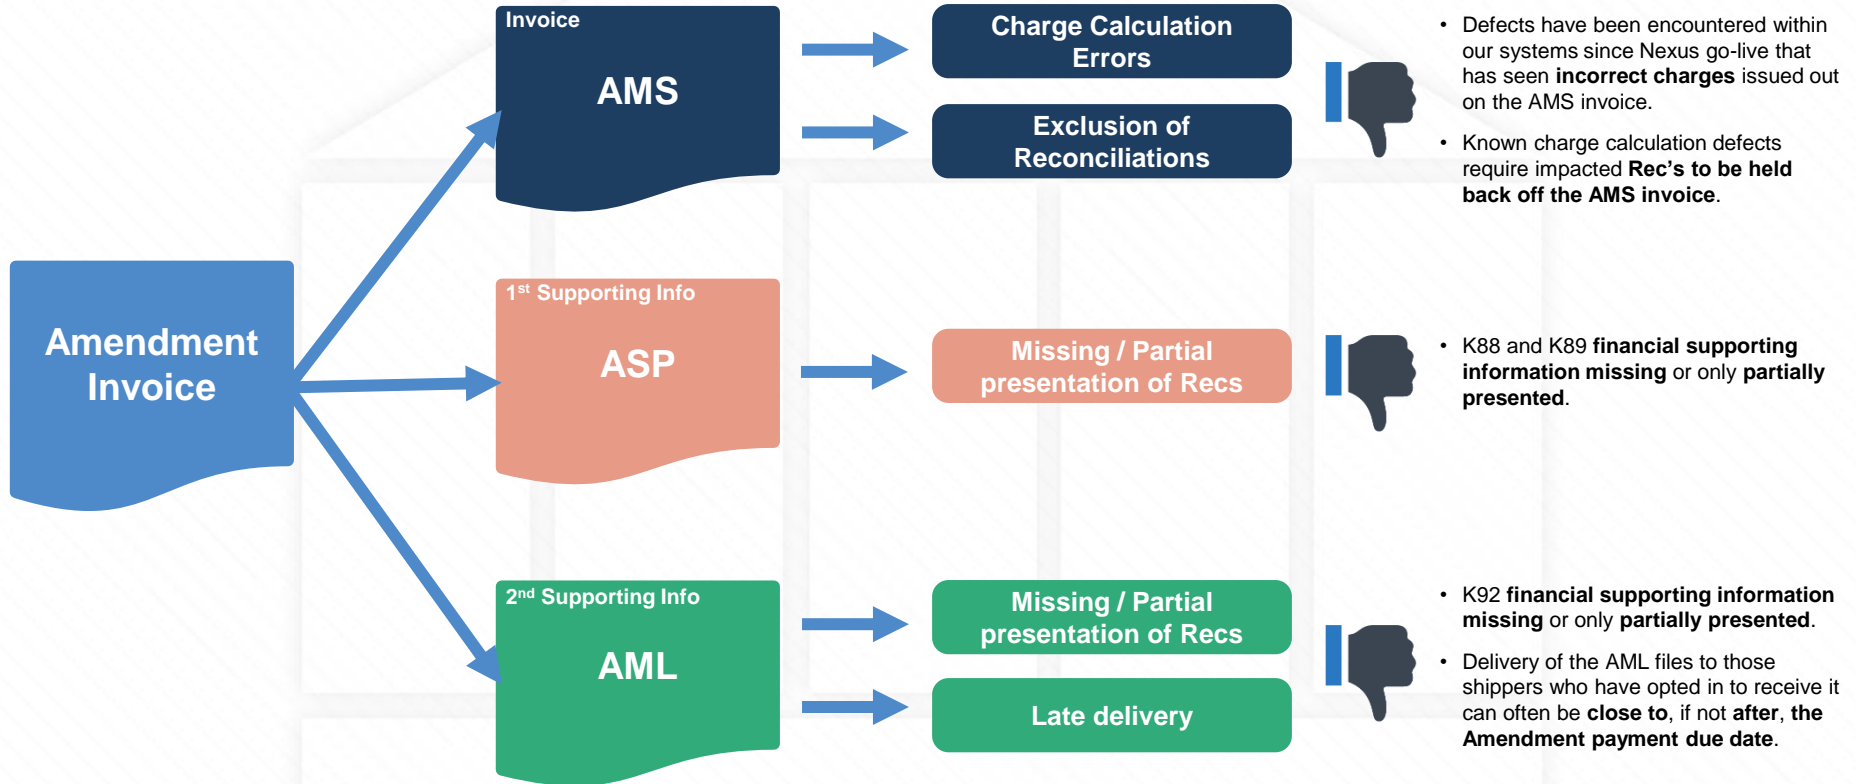 Invoice
AMS
Charge Calculation
Errors
Exclusion of
Reconciliations
• Defects have been encountered within
our systems since Nexus go-live that
has seen incorrect charges issued out
on the AMS invoice.
• Known charge calculation defects
require impacted Rec’s to be held
back off the AMS invoice.
Amendment
Invoice
1st Supporting Info
ASP
Missing / Partial
presentation of Recs
• K88 and K89 financial supporting
information missing or only partially
presented.
2nd Supporting Info
AML
Missing / Partial
presentation of Recs
Late delivery
• K92 financial supporting information
missing or only partially presented.
• Delivery of the AML files to those
shippers who have opted in to receive it
can often be close to, if not after, the
Amendment payment due date.